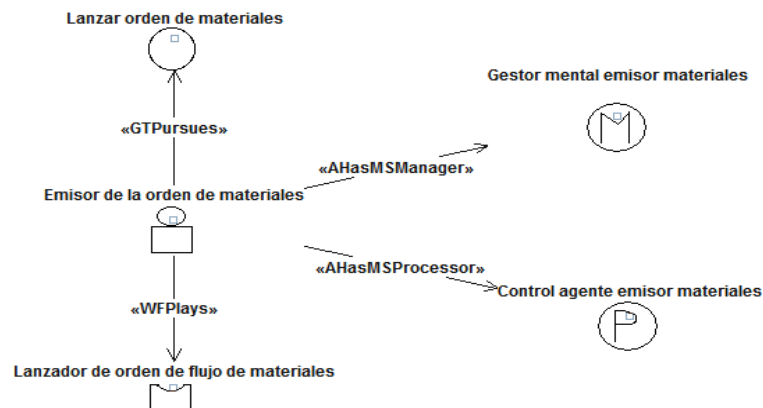 Lanzar orden de materiales
Gestor mental emisor materiales
M
«GTPursues»
«AHasMSManager»
Emisor de la orden de materiales
«AHasMSProcessor»
Control agente emisor materiales
P
«WFPlays»
Lanzador de orden de flujo de materiales